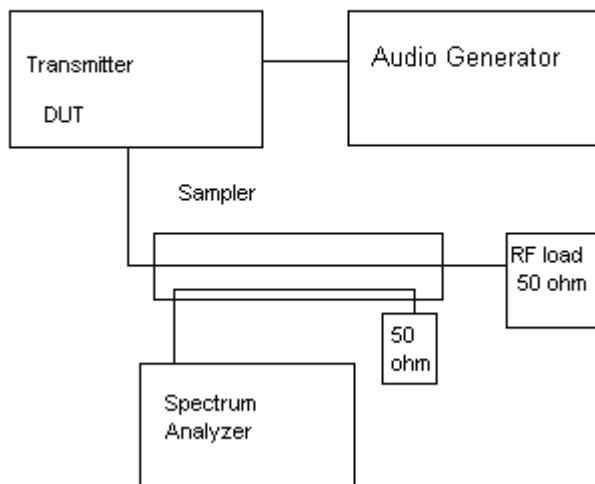 Transmitter
DUT
Audio Generator
Sampler
RF load
50 ohm
50
ohm
Spectrum
Analyzer